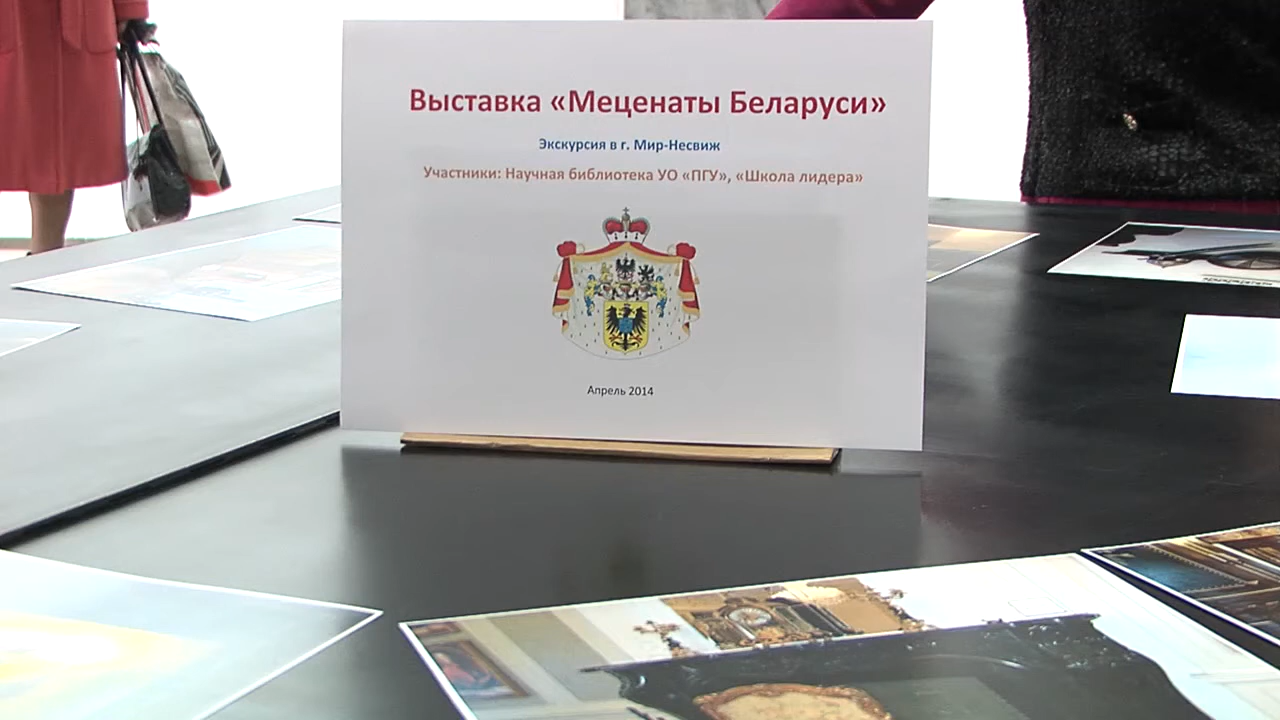 Выставка «Меценаты Беларуси»
Экскурсия в г. Мир-Несвиж
Участники: Научная библиотека УО «ПГУ», «Школа лидера»
Апрель 2014